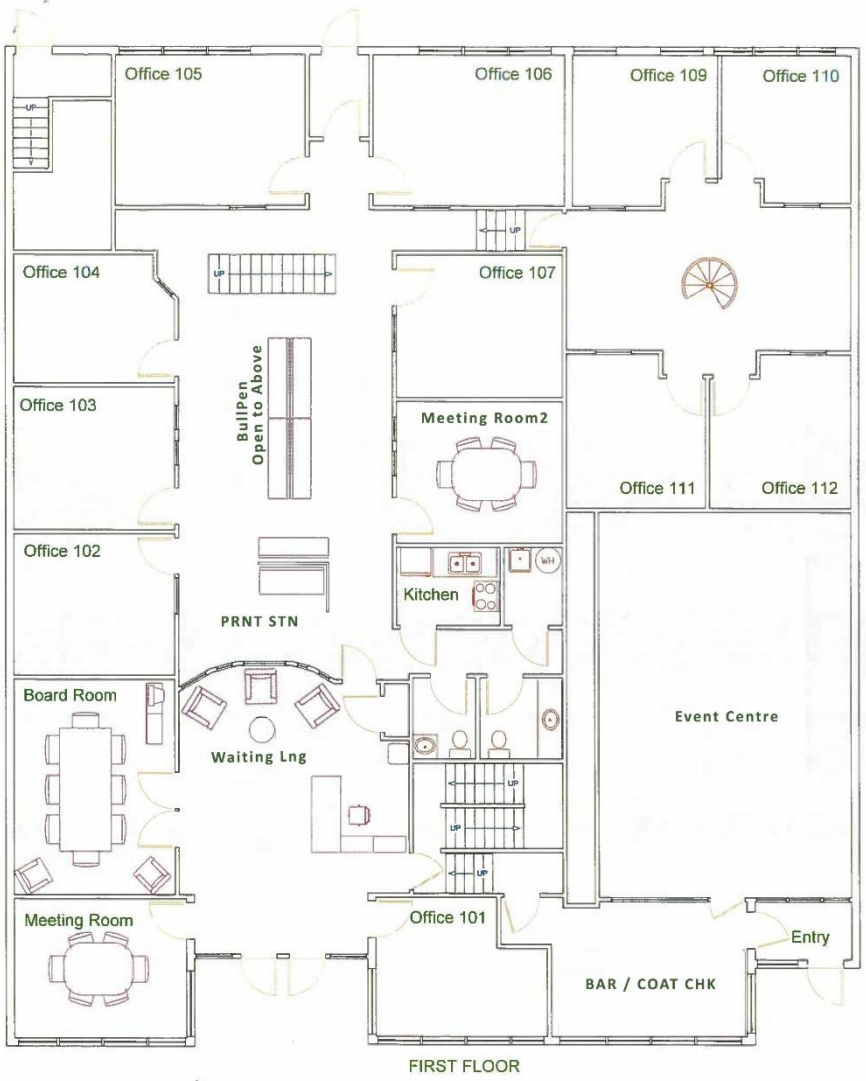 Office 105
Office 106
Office 109
Office 110
UP
UP
Office 104
UP
Office 107
BullPen
Open to Above
Office 103
Meeting Room2
Office 111
Office 112
Office 102
WH
Kitchen
PRNT STN
Board Room
Event Centre
Waiting Lng
UP
UP
UP
Meeting Room
Office 101
Entry
BAR / COAT CHK
FIRST FLOOR